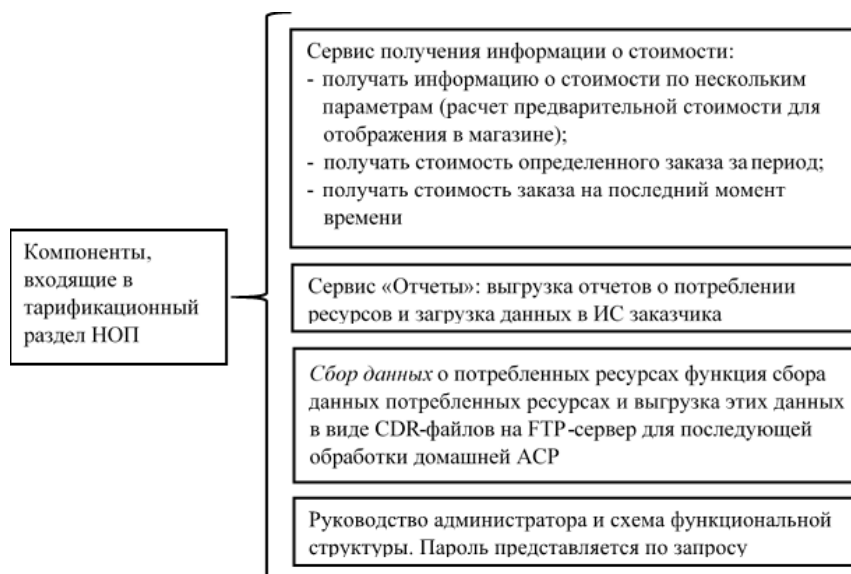 Компоненты,
входящие в
тарификационный
раздел НОП
Сервис получения информации о стоимости:
- получать информацию о стоимости по нескольким
параметрам (расчет предварительной стоимости для
отображения в магазине);
- получать стоимость определенного заказа за период;
- получать стоимость заказа на последний момент
времени
Сервис «Отчеты»: выгрузка отчетов о потреблении
ресурсов и загрузка данных в ИС заказчика
Сбор данных о потребленных ресурсах функция сбора
данных потребленных ресурсах и выгрузка этих данных
в виде CDR-файлов на FTP-сервер для последующей
обработки домашней АСР
Руководство администратора и схема функциональной
структуры. Пароль представляется по запросу